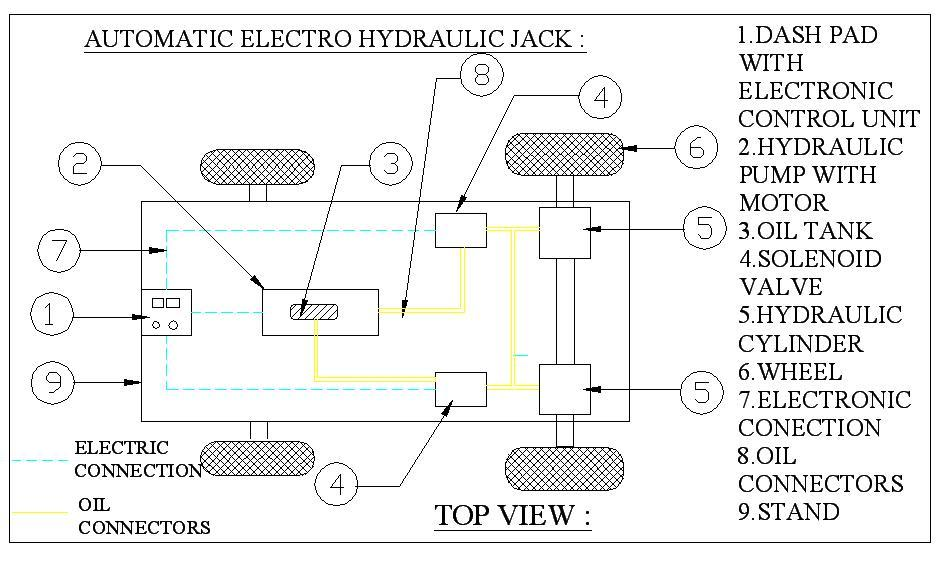 AUTOMATIC ELECTRO HYDRAULIC JACK :
8
4
2
3
6
7
5
1
9
5
4
ELECTRIC
CONNECTION
OIL
CONNECTORS
TOP VIEW :
1.DASH PAD
WITH
ELECTRONIC
CONTROL UNIT
2.HYDRAULIC
PUMP WITH
MOTOR
3.OIL TANK
4.SOLENOID
VALVE
5.HYDRAULIC
CYLINDER
6.WHEEL
7.ELECTRONIC
CONECTION
8.OIL
CONNECTORS
9.STAND